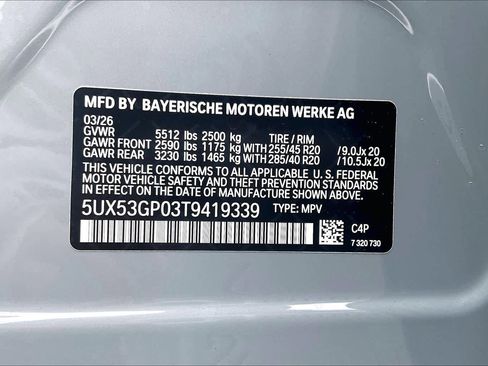 MFD BY BAYERISCHE MOTOREN WERKE AG
03/26
GVWR 5512 lbs 2500 kg TIRE / RIM
GAWR FRONT 2590 lbs 1175 kg WITH 255/45 R20 /9.0Jx 20
GAWR REAR 3230 lbs 1465 kg WITH 285/40 R20 /10.5Jx 20
THIS VEHICLE CONFORMS TO ALL APPLICABLE U. S. FEDERAL
MOTOR VEHICLE SAFETY AND THEFT PREVENTION STANDARDS
IN EFFECT ON THE DATE OF MANUFACTURE SHOWN ABOVE.
5UX53GP03T9419339 TYPE: MPV
C4P
7 320 730